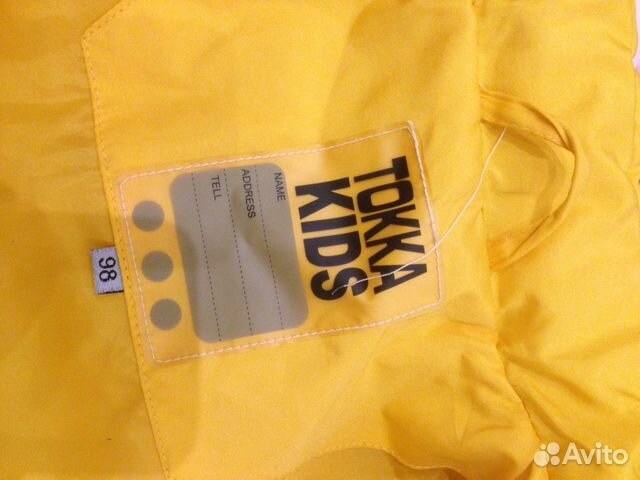 TOKKA
KIDS
NAME
ADDRESS
TELL
98
Avito